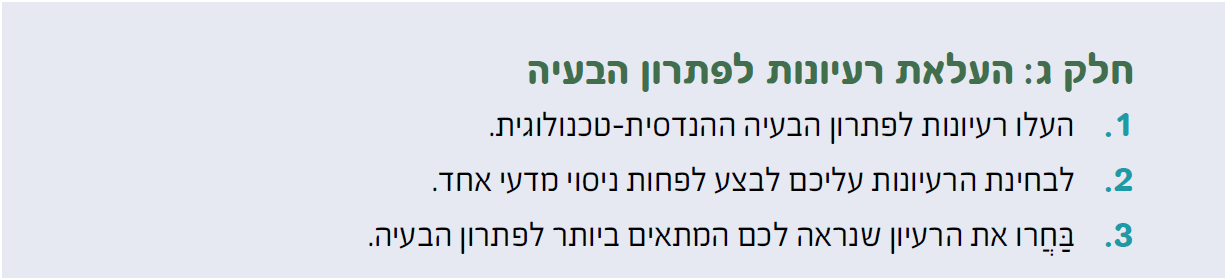 חלק ג: העלאת רעיונות לפתרון הבעיה
1. העלו רעיונות לפתרון הבעיה ההנדסית-טכנולוגית.
2. לבחינת הרעיונות עליכם לבצע לפחות ניסוי מדעי אחד.
3. בַּחֲרו את הרעיון שנראה לכם המתאים ביותר לפתרון הבעיה.